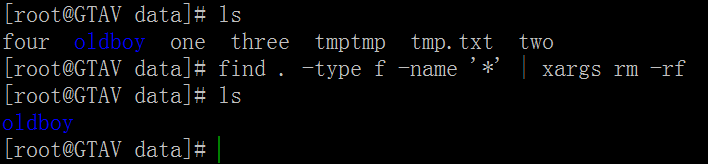 [root@GTAV data]# ls
four oldboy one three tmptmp tmp.txt two
[root@GTAV data]# find . -type f -name '*' | xargs rm -rf
[root@GTAV data]# ls
oldboy
[root@GTAV data]#